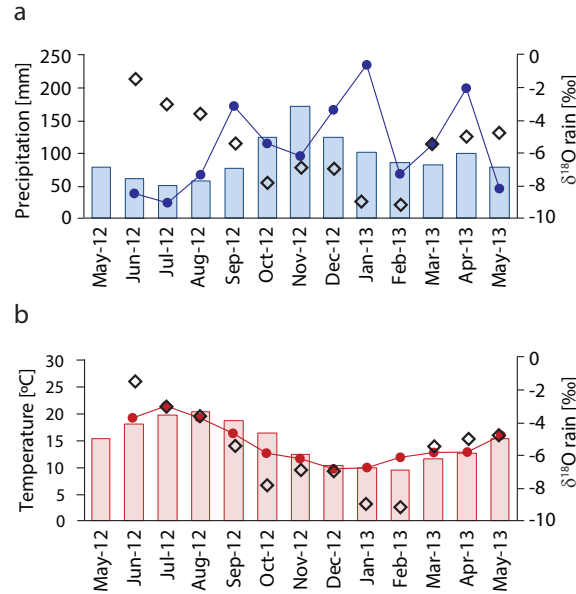 a
Precipitation [mm]
250
200
150
100
50
0
0
-2
-4
-6
-8
-10
δ18O rain [‰]
May-12
Jun-12
Jul-12
Aug-12
Sep-12
Oct-12
Nov-12
Dec-12
Jan-13
Feb-13
Mar-13
Apr-13
May-13
b
Temperature [ºC]
30
25
20
15
10
5
0
0
-2
-4
-6
-8
-10
δ18O rain [‰]
May-12
Jun-12
Jul-12
Aug-12
Sep-12
Oct-12
Nov-12
Dec-12
Jan-13
Feb-13
Mar-13
Apr-13
May-13